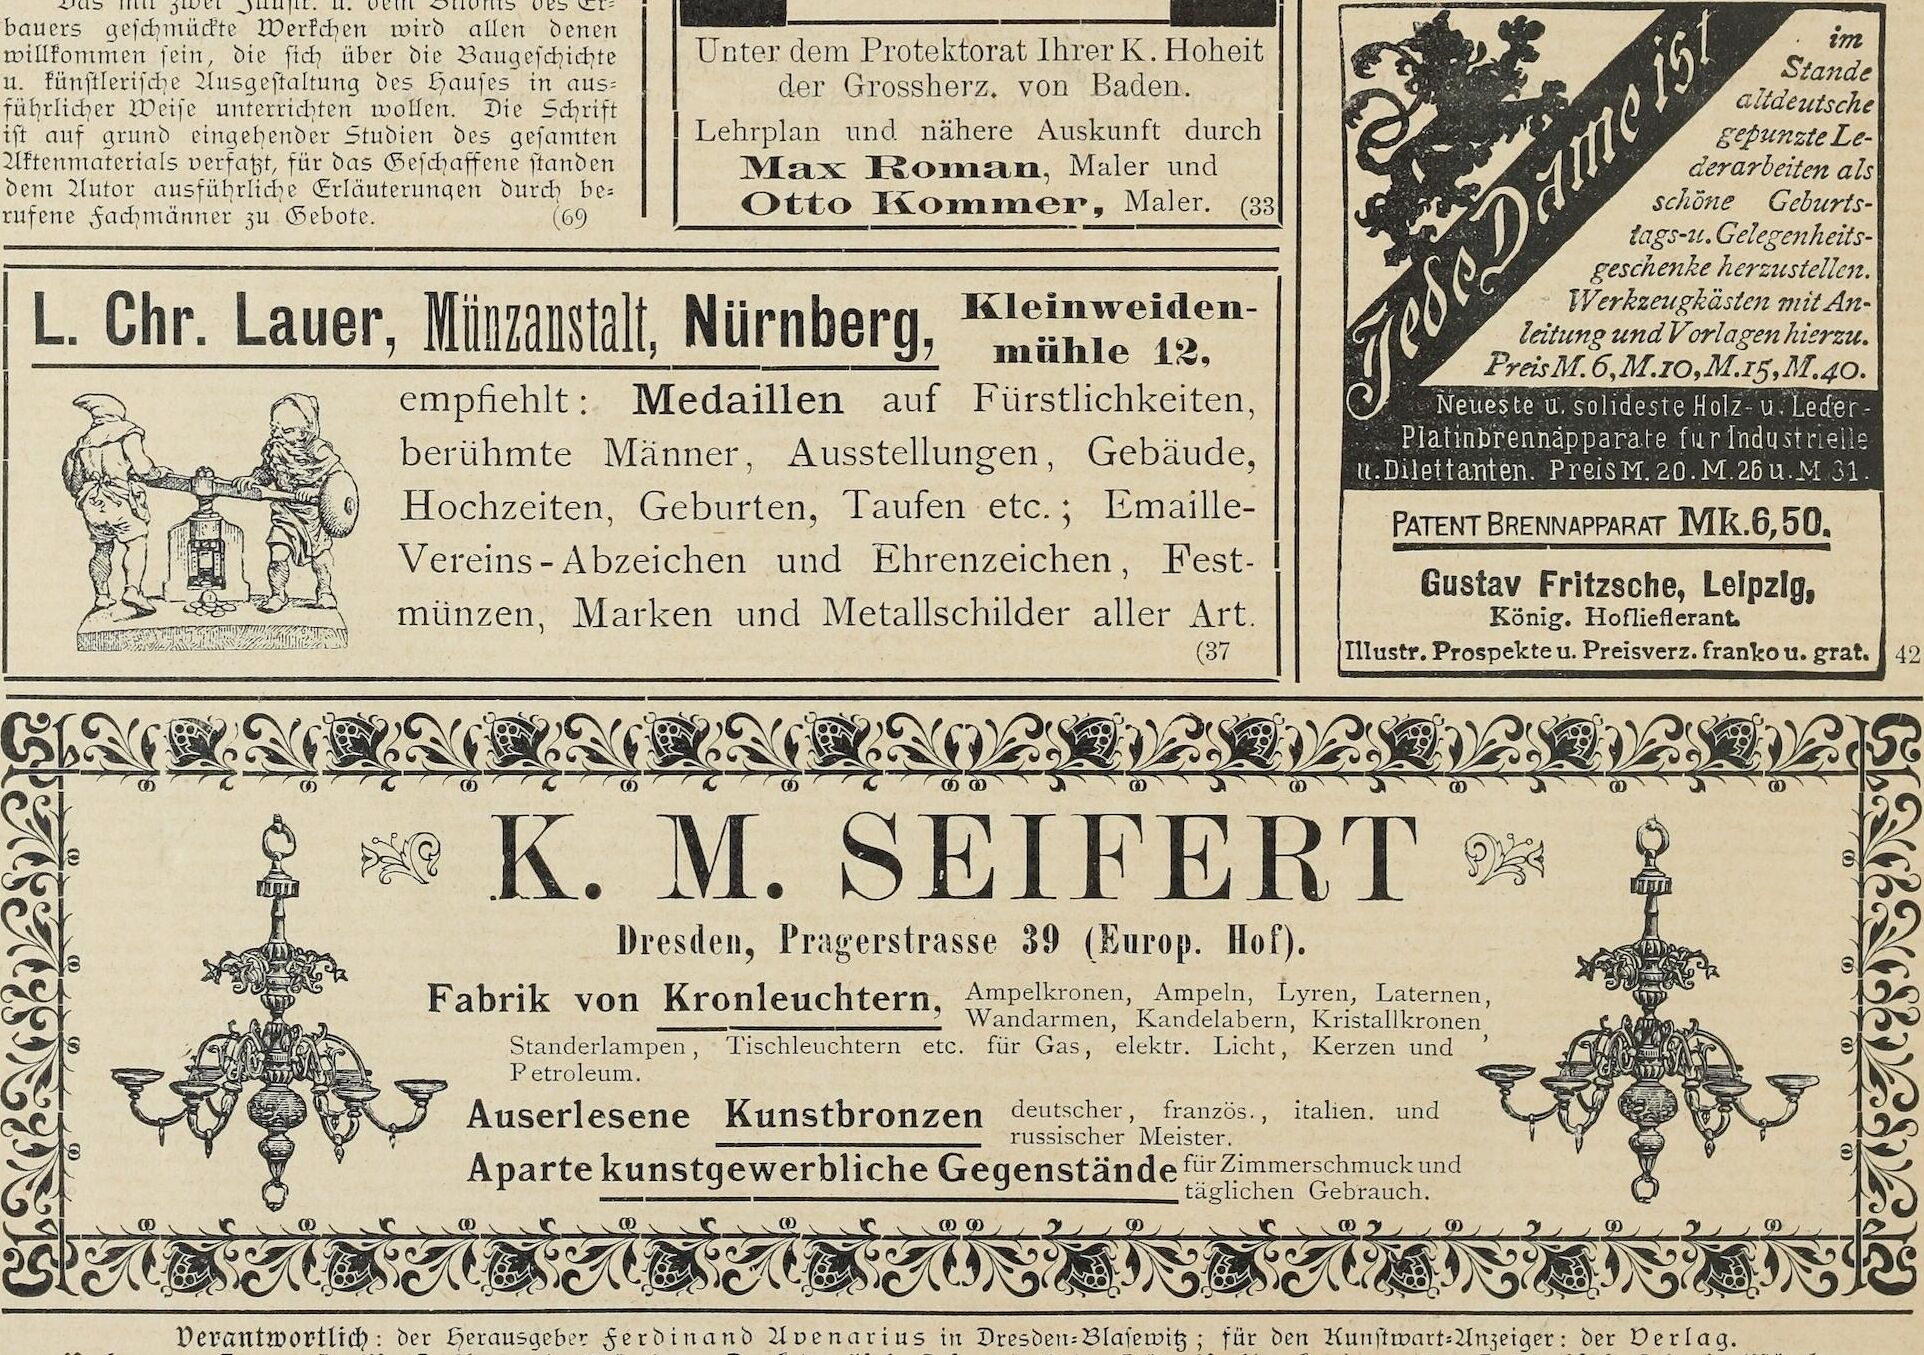 Das mit zwei Illustr. u. dem Bildnis des Er-
bauers geschmückte Werkchen wird allen denen
willkommen sein, die sich über die Baugeschichte
u. künstlerische Ausgestaltung des Hauses in aus-
führlicher Weise unterrichten wollen. Die Schrift
ist auf grund eingehender Studien des gesamten
Aktenmaterials verfaßt, für das Geschaffene standen
dem Autor ausführliche Erläuterungen durch be-
rufene Fachmänner zu Gebote. (69)
Unter dem Protektorat Ihrer K. Hoheit
der Grossherz. von Baden.
Lehrplan und nähere Auskunft durch
Max Roman, Maler und
Otto Kommer, Maler. (33
Jede Dame ist
im
Stande
altdeutsche
gepunzte Le-
derarbeiten als
schöne Geburts-
tags-u. Gelegenheits-
geschenke herzustellen.
Werkzeugkästen mit An-
leitung und Vorlagen hierzu.
Preis M. 6, M. 10, M. 15, M. 40.
Neueste u. solideste Holz- u. Leder-
Platinbrennapparate fur Industrielle
u. Dilettanten. Preis M. 20. M. 26 u. M 31.
PATENT BRENNAPPARAT Mk. 6,50.
Gustav Fritzsche, Leipzig,
König. Hofliefierant.
Illustr. Prospekte u. Preisverz. franko u. grat. 42
L. Chr. Lauer, Münzanstalt, Nürnberg, Kleinweiden-
mühle 12,
empfiehlt: Medaillen auf Fürstlichkeiten,
berühmte Männer, Ausstellungen, Gebäude,
Hochzeiten, Geburten, Taufen etc.; Emaille-
Vereins-Abzeichen und Ehrenzeichen, Fest-
münzen, Marken und Metallschilder aller Art.
(37
K. M. SEIFERT
Dresden, Pragerstrasse 39 (Europ. Hof).
Fabrik von Kronleuchtern, Ampelkronen, Ampeln, Lyren, Laternen,
Wandarmen, Kandelabern, Kristallkronen,
Standerlampen, Tischleuchtern etc. für Gas, elektr. Licht, Kerzen und
Petroleum.
Auserlesene Kunstbronzen deutscher, französ., italien. und
russischer Meister.
Aparte kunstgewerbliche Gegenstände für Zimmerschmuck und
täglichen Gebrauch.
Verantwortlich: der Herausgeber Ferdinand Avenarius in Dresden-Blasewitz; für den Kunstwart-Anzeiger: der Verlag.